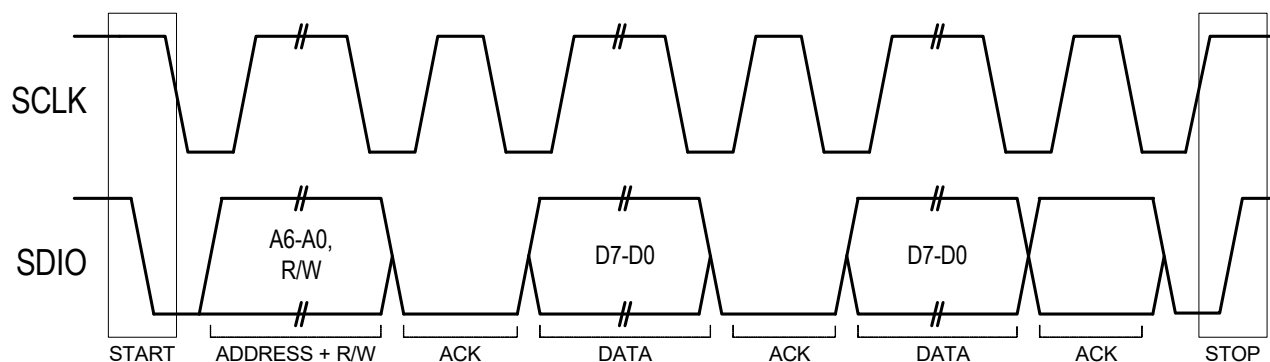 SCLK
SDIO
A6-A0,
R/W
D7-D0
D7-D0
START
ADDRESS + R/W
ACK
DATA
ACK
DATA
ACK
STOP